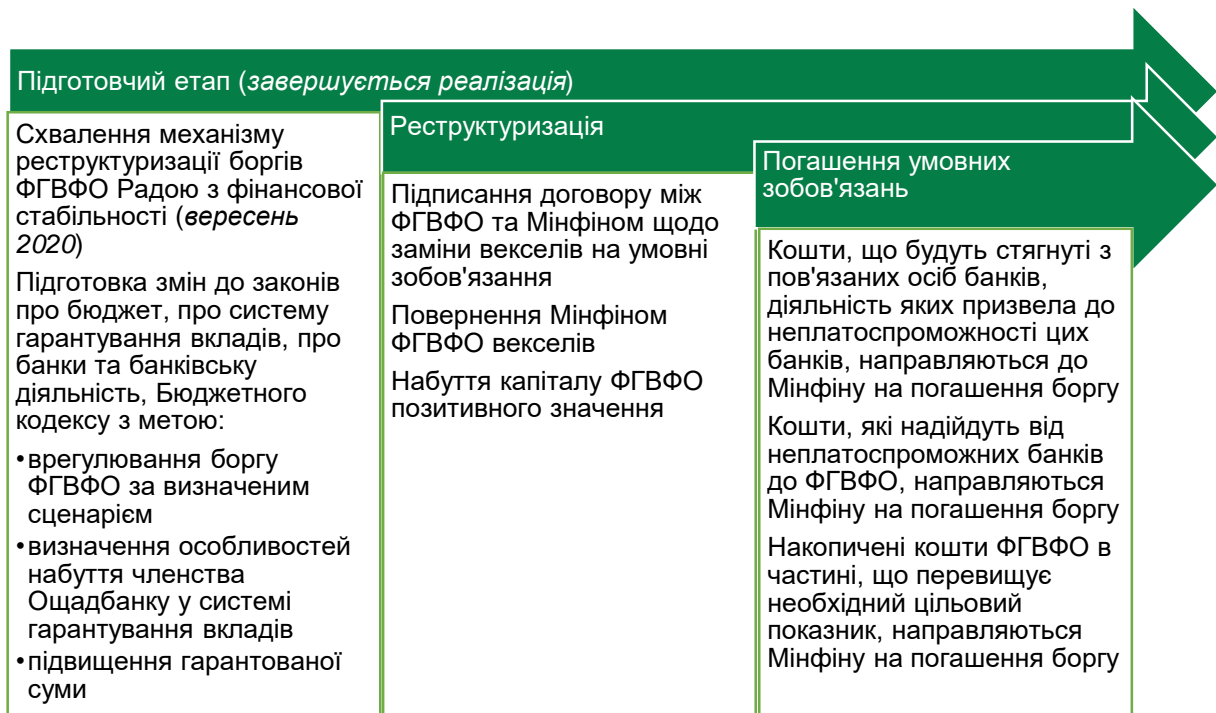 Підготовчий етап (завершується реалізація)
Схвалення механізму
реструктуризації боргів
ФГВФО Радою з фінансової
стабільності (вересень
2020)
Підготовка змін до законів
про бюджет, про систему
гарантування вкладів, про
банки та банківську
діяльність, Бюджетного
кодексу з метою:
•врегулювання боргу
ФГВФО за визначеним
сценарієм
•визначення особливостей
набуття членства
Ощадбанку у системі
гарантування вкладів
•підвищення гарантованої
суми
Реструктуризація
Підписання договору між
ФГВФО та Мінфіном щодо
заміни векселів на умовні
зобов'язання
Повернення Мінфіном
ФГВФО векселів
Набуття капіталу ФГВФО
позитивного значення
Погашення умовних
зобов'язань
Кошти, що будуть стягнуті з
пов'язаних осіб банків,
діяльність яких призвела до
неплатоспроможності цих
банків, направляються до
Мінфіну на погашення боргу
Кошти, які надійдуть від
неплатоспроможних банків
до ФГВФО, направляються
Мінфіну на погашення боргу
Накопичені кошти ФГВФО в
частині, що перевищує
необхідний цільовий
показник, направляються
Мінфіну на погашення боргу